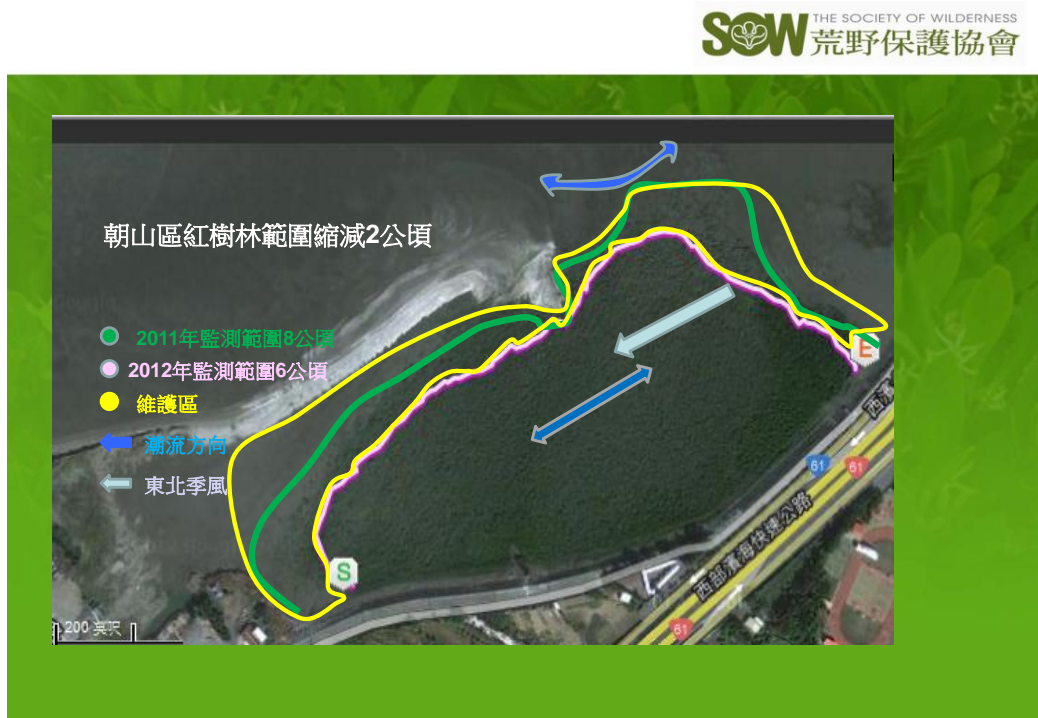 THE SOCIETY OF WILDERNESS
SOW 荒野保護協會
朝山區紅樹林範圍縮減2公頃
2011年監測範圍8公頃
2012年監測範圍6公頃
維護區
潮流方向
東北季風
E
S
西濱
61
61
西部濱海快速公路
61
200 英呎